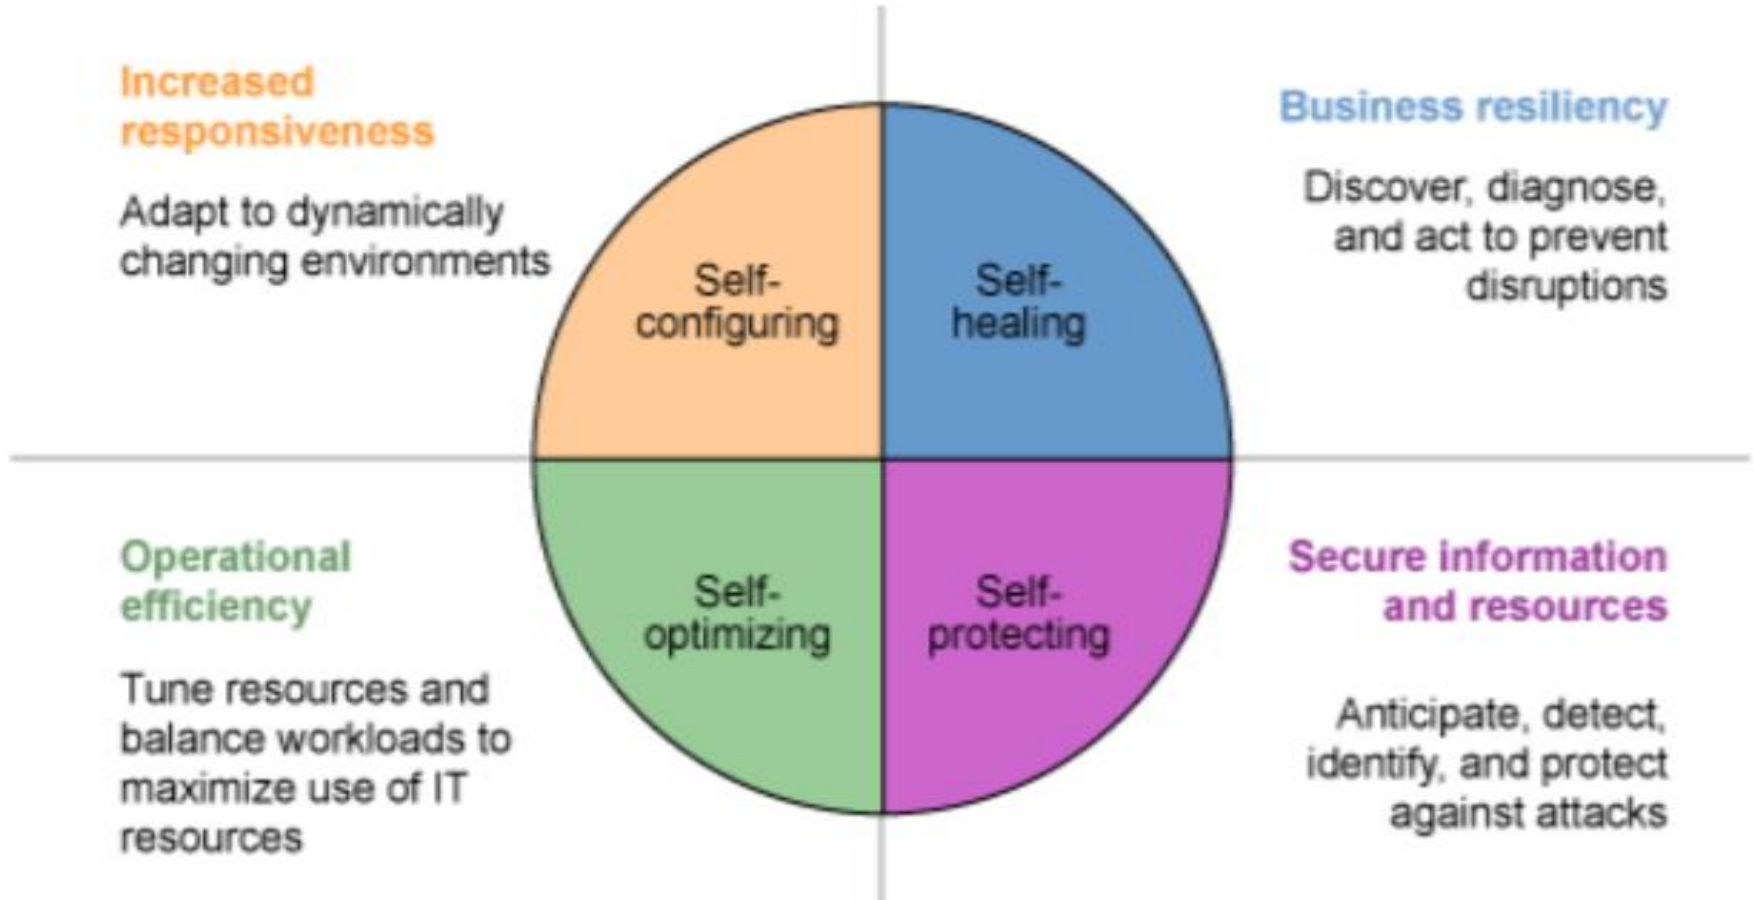 Increased
responsiveness
Adapt to dynamically
changing environments
Business resiliency
Discover, diagnose,
and act to prevent
disruptions
Self-
configuring
Self-
healing
Self-
optimizing
Self-
protecting
Operational
efficiency
Tune resources and
balance workloads to
maximize use of IT
resources
Secure information
and resources
Anticipate, detect,
identify, and protect
against attacks